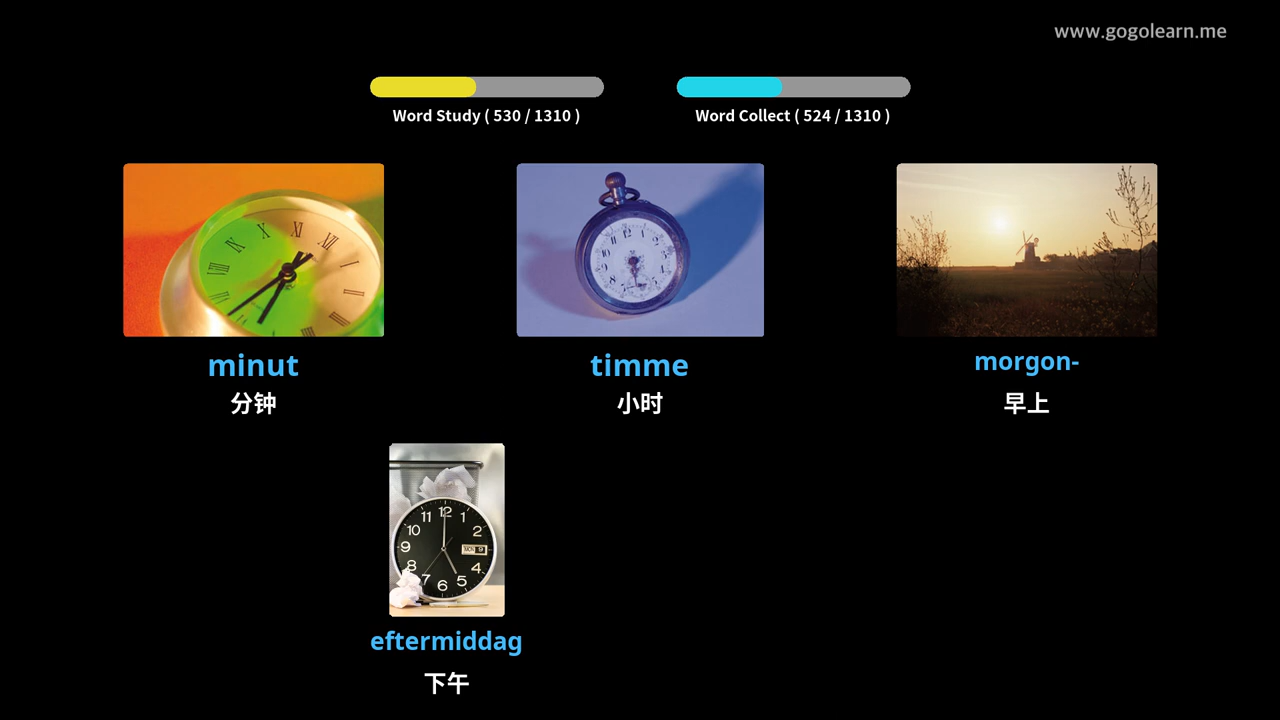 www.gogolearn.me
Word Study ( 530 / 1310 )
Word Collect ( 524 / 1310 )
minut
分钟
timme
小时
morgon-
早上
eftermiddag
下午